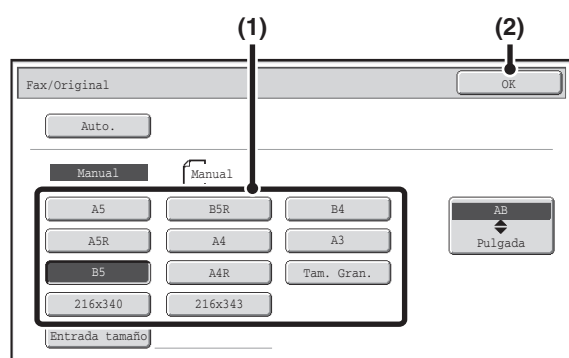 (1) (2)
Fax/Original OK
Auto.
Manual Manual
A5 B5R B4
AB
A5R A4 A3
Pulgada
B5 A4R Tam. Gran.
216x340 216x343
Entrada tamaño